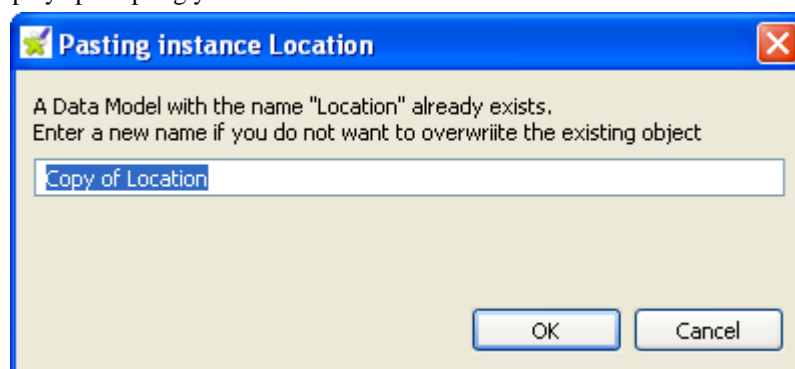 Pasting instance Location
A Data Model with the name "Location" already exists.
Enter a new name if you do not want to overwriite the existing object
Copy of Location
OK Cancel